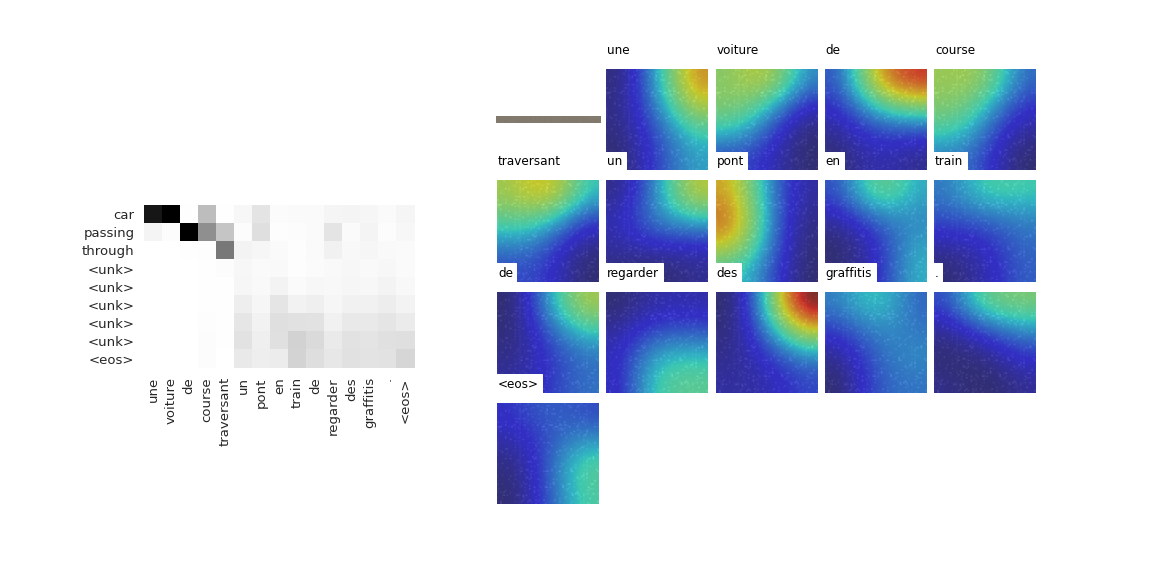 une voiture de course
traversant un pont en train
de regarder des graffitis .
<eos>
car
passing
through
<unk>
<unk>
<unk>
<unk>
<unk>
<eos>
une voiture de course traversant un pont en train de regarder des graffitis . <eos>